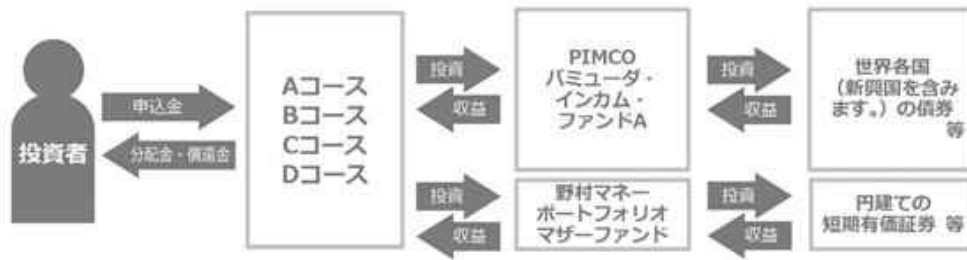 投資者
申込金
分配金・償還金
Aコース
Bコース
Cコース
Dコース
投資
収益
PIMCO
バミューダ・
インカム・
ファンドA
投資
収益
世界各国
（新興国を含み
ます。）の債券
等
投資
収益
野村マネー
ポートフォリオ
マザーファンド
投資
収益
円建ての
短期有価証券 等